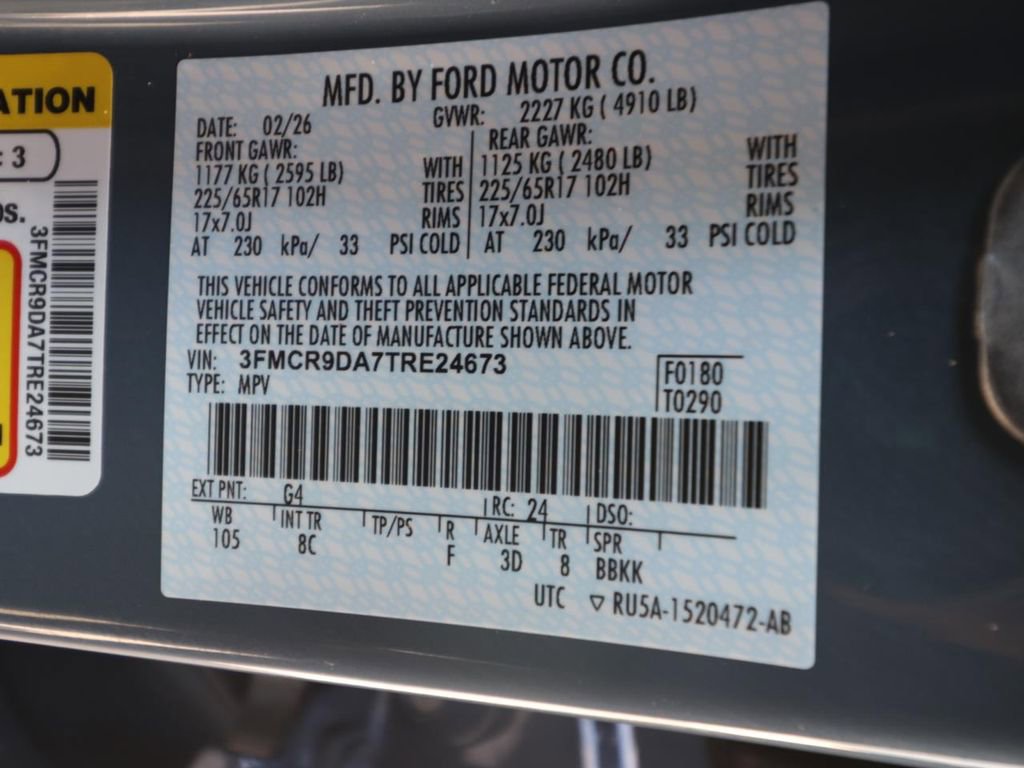 ATION
: 3
os.
3FMCR9DA7TRE24673
MFD. BY FORD MOTOR CO.
DATE: 02/26 GVWR: 2227 KG ( 4910 LB)
FRONT GAWR: REAR GAWR:
1177 KG ( 2595 LB) WITH 1125 KG ( 2480 LB) WITH
225/65R17 102H TIRES 225/65R17 102H TIRES
17x7.0J RIMS 17x7.0J RIMS
AT 230 kPa/ 33 PSI COLD AT 230 kPa/ 33 PSI COLD
THIS VEHICLE CONFORMS TO ALL APPLICABLE FEDERAL MOTOR
VEHICLE SAFETY AND THEFT PREVENTION STANDARDS IN
EFFECT ON THE DATE OF MANUFACTURE SHOWN ABOVE.
VIN: 3FMCR9DA7TRE24673
TYPE: MPV
F0180
T0290
EXT PNT: G4 RC: 24 DSO:
WB INT TR TP/PS R AXLE TR SPR
105 8C F 3D 8 BBKK
UTC ▽ RU5A-1520472-AB